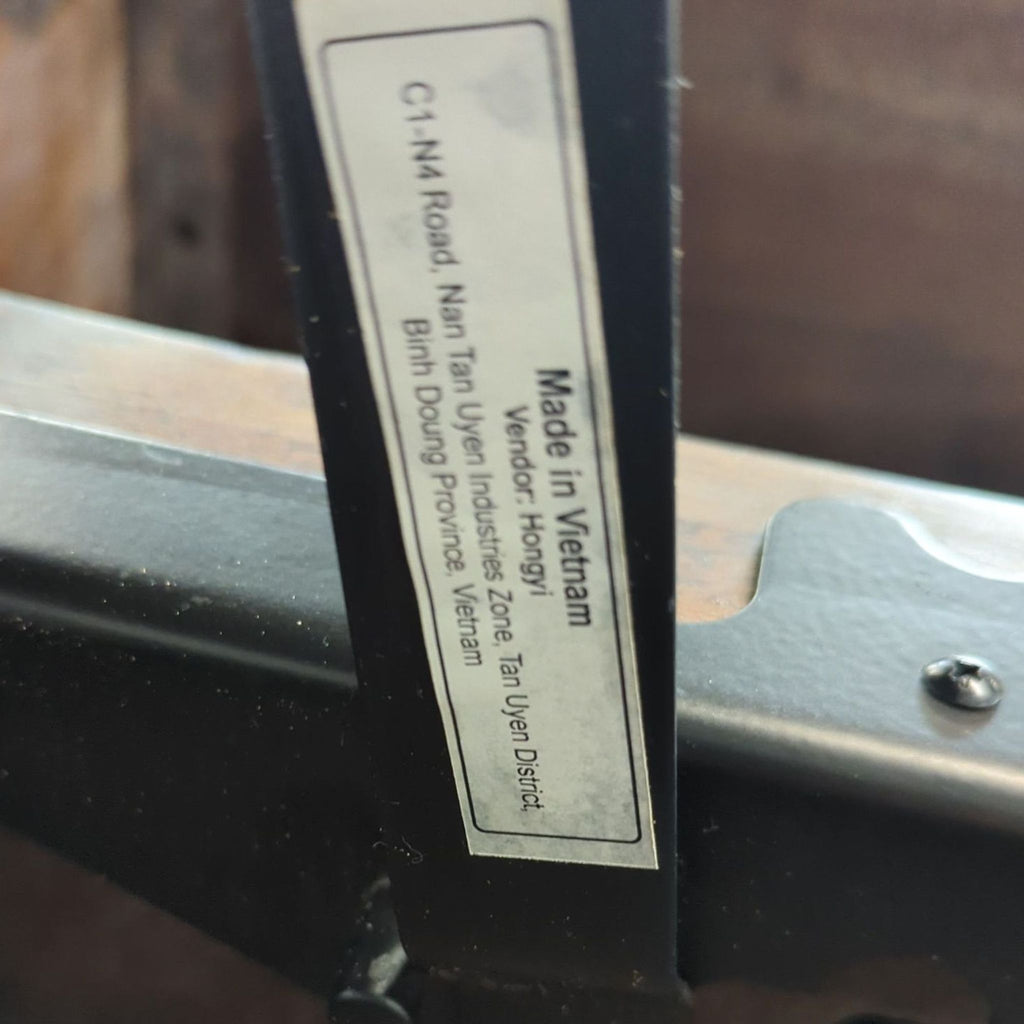 Made in Vietnam
Vendor: Hongyi
C1-N4 Road, Nan Tan Uyen Industries Zone, Tan Uyen District,
Binh Doung Province, Vietnam